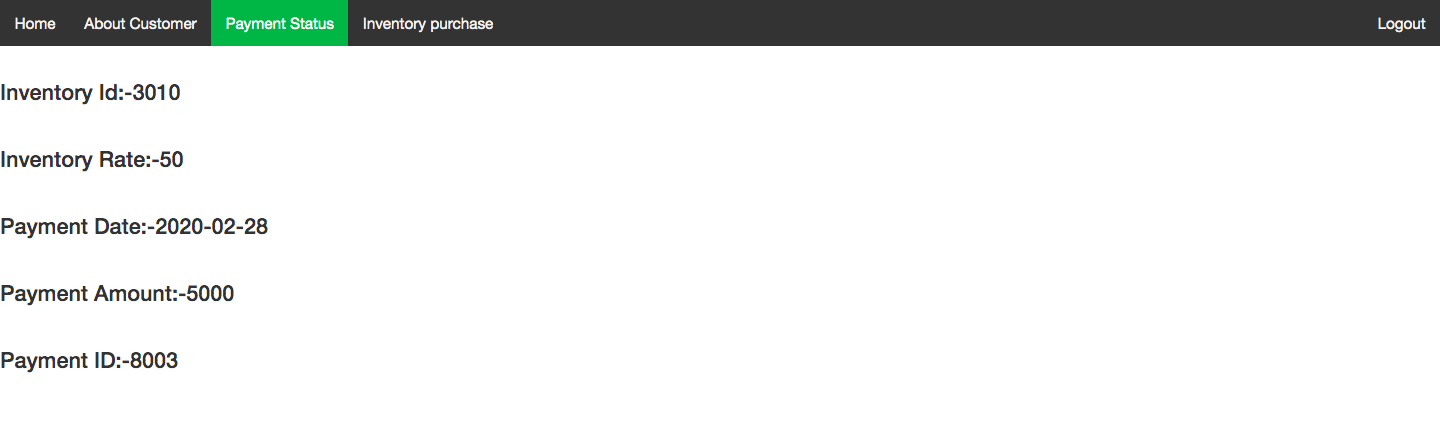 Home About Customer Payment Status Inventory purchase Logout
Inventory Id:-3010
Inventory Rate:-50
Payment Date:-2020-02-28
Payment Amount:-5000
Payment ID:-8003